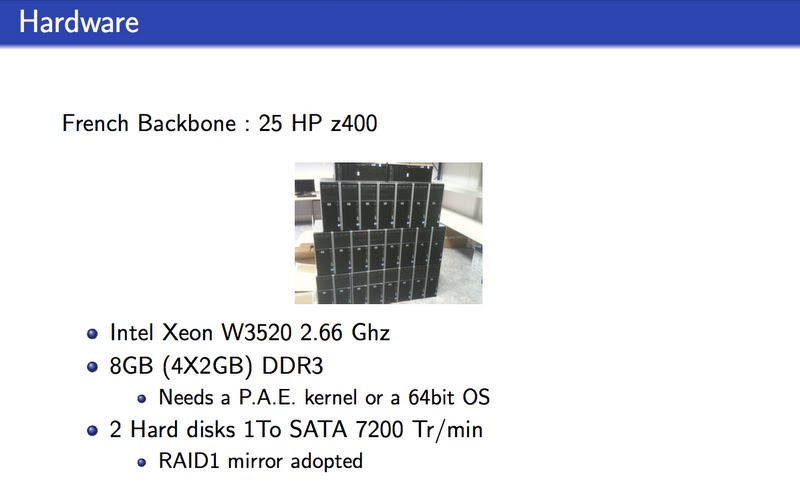 Hardware
French Backbone : 25 HP z400
Intel Xeon W3520 2.66 Ghz
8GB (4X2GB) DDR3
Needs a P.A.E. kernel or a 64bit OS
2 Hard disks 1To SATA 7200 Tr/min
RAID1 mirror adopted